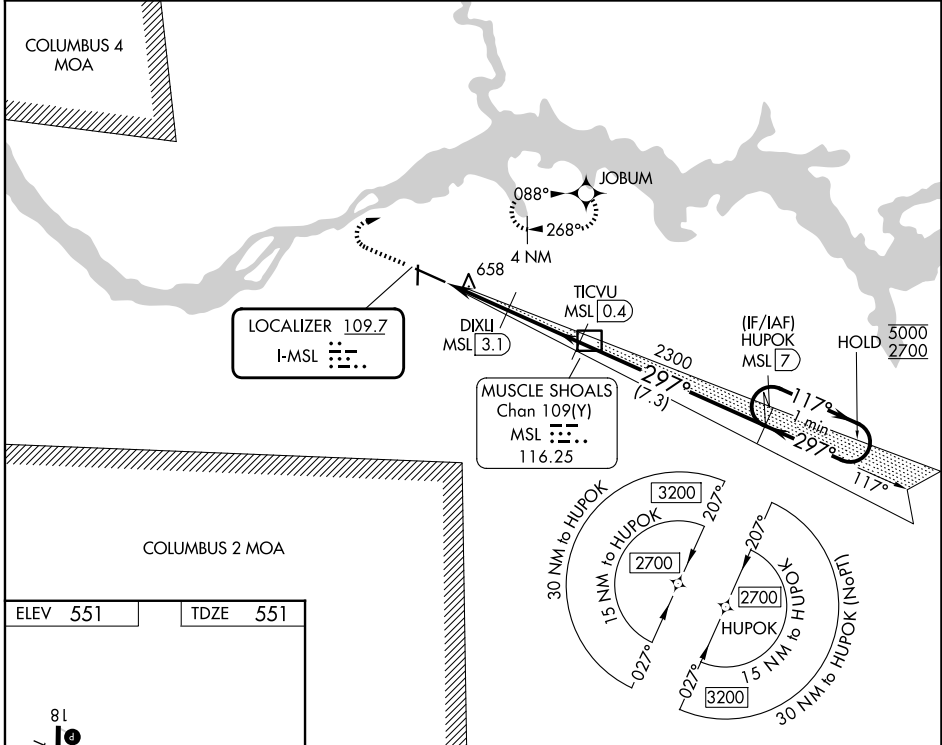 COLUMBUS 4
MOA
JOBUM
088°
268°
4 NM
658
LOCALIZER 109.7
I-MSL
DIXLI
MSL 3.1
TICVU
MSL 0.4
(IF/IAF)
HUPOK
MSL 7
HOLD
5000
2700
2300
297°
(7.3)
117°
1 min
297°
117°
MUSCLE SHOALS
Chan 109(Y)
MSL
116.25
COLUMBUS 2 MOA
30 NM to HUPOK
3200
207°
15 NM to HUPOK
2700
027°
207°
2700
HUPOK
15 NM to HUPOK
027°
3200
30 NM to HUPOK (NoPT)
ELEV 551
TDZE 551
18
P